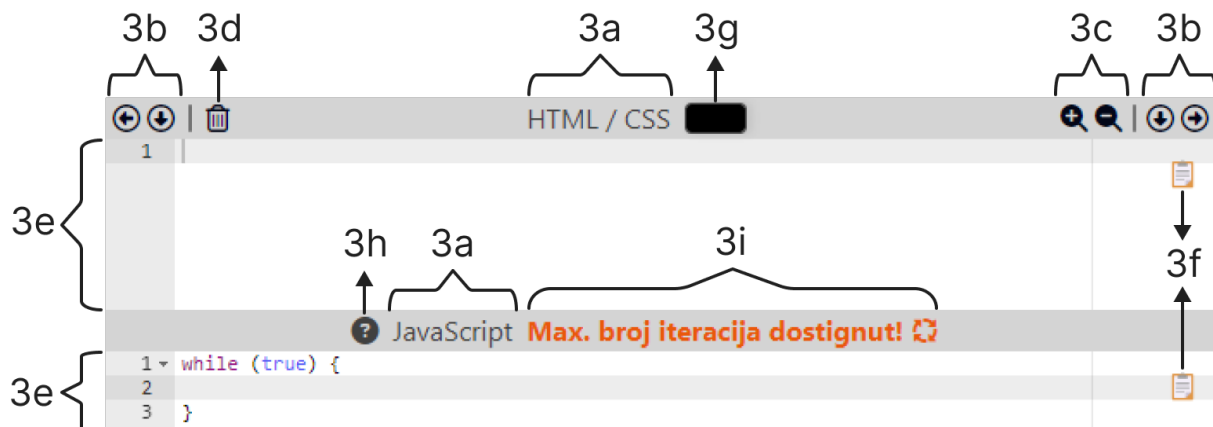 3b 3d 3a 3g 3c 3b
HTML / CSS
1
3e
3f
3h 3a 3i
? JavaScript Max. broj iteracija dostignut!
3e
1 while (true) {
2
3 }